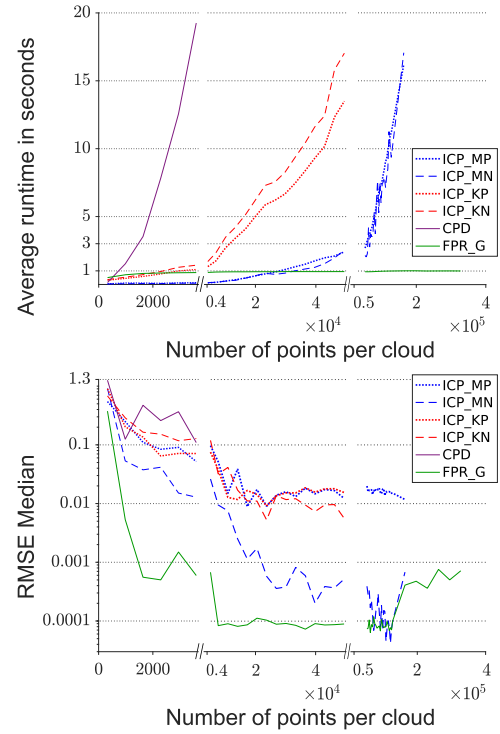 Average runtime in seconds
20
15
10
5
3
1
ICP_MP
ICP_MN
ICP_KP
ICP_KN
CPD
FPR_G
0 2000 0.4 2 4 0.5 2 4
×10⁴ ×10⁵
Number of points per cloud
RMSE Median
1.3
0.1
0.01
0.001
0.0001
ICP_MP
ICP_MN
ICP_KP
ICP_KN
CPD
FPR_G
0 2000 0.4 2 4 0.5 2 4
×10⁴ ×10⁵
Number of points per cloud